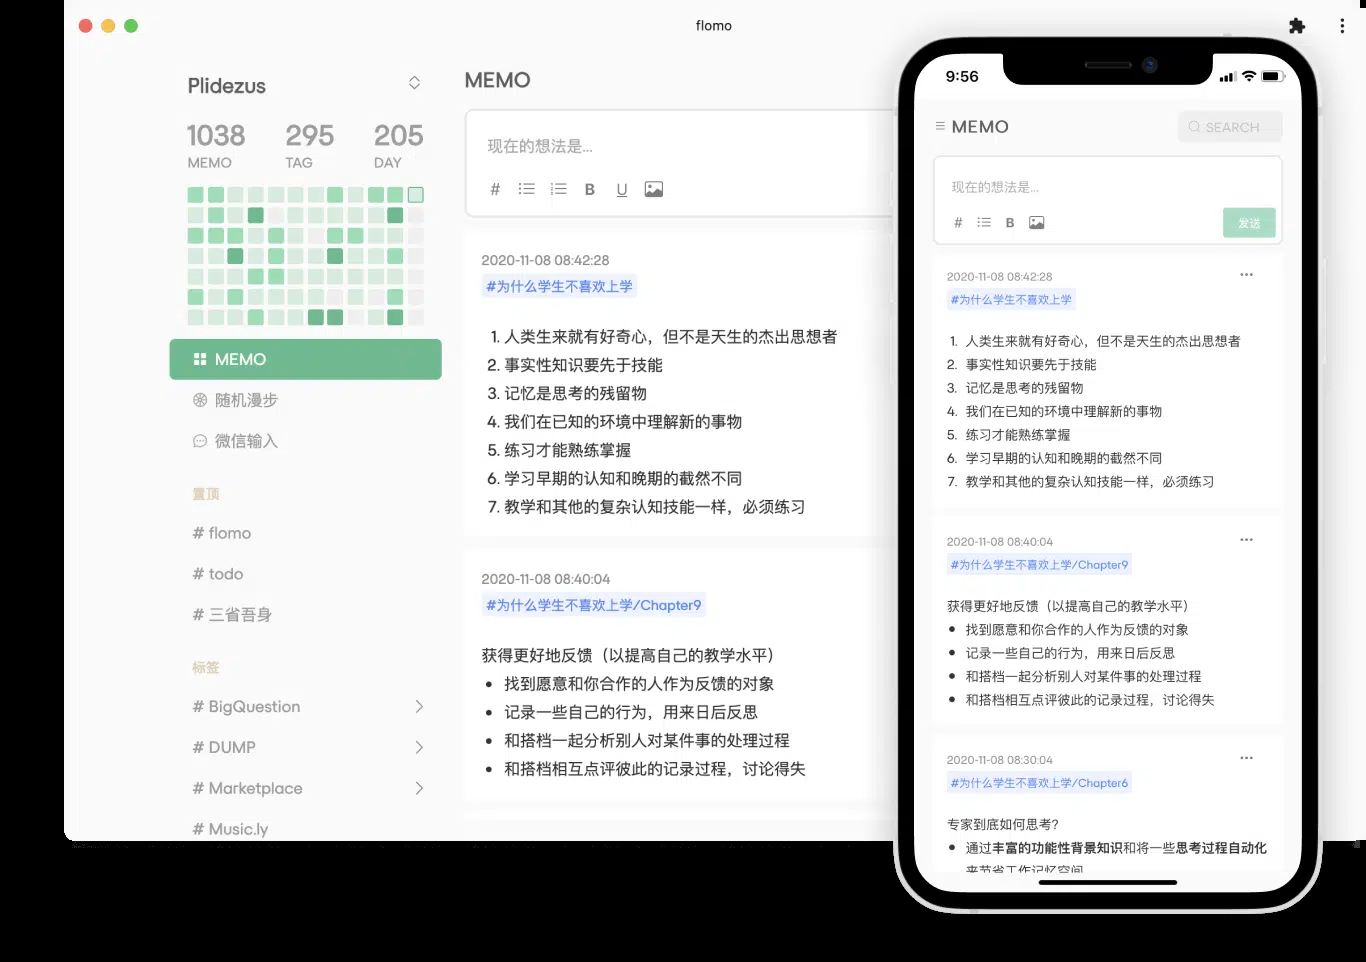 flomo
Plidezus
1038 295 205
MEMO TAG DAY
MEMO
随机漫步
微信输入
置顶
# flomo
# todo
# 三省吾身
标签
# BigQuestion
# DUMP
# Marketplace
# Music.ly
MEMO
现在的想法是...
# B U
2020-11-08 08:42:28
#为什么学生不喜欢上学
1. 人类生来就有好奇心，但不是天生的杰出思想者
2. 事实性知识要先于技能
3. 记忆是思考的残留物
4. 我们在已知的环境中理解新的事物
5. 练习才能熟练掌握
6. 学习早期的认知和晚期的截然不同
7. 教学和其他的复杂认知技能一样，必须练习
2020-11-08 08:40:04
#为什么学生不喜欢上学/Chapter9
获得更好地反馈（以提高自己的教学水平）
• 找到愿意和你合作的人作为反馈的对象
• 记录一些自己的行为，用来日后反思
• 和搭档一起分析别人对某件事的处理过程
• 和搭档相互点评彼此的记录过程，讨论得失
9:56
MEMO SEARCH
现在的想法是...
# B 发送
2020-11-08 08:42:28
#为什么学生不喜欢上学
1. 人类生来就有好奇心，但不是天生的杰出思想者
2. 事实性知识要先于技能
3. 记忆是思考的残留物
4. 我们在已知的环境中理解新的事物
5. 练习才能熟练掌握
6. 学习早期的认知和晚期的截然不同
7. 教学和其他的复杂认知技能一样，必须练习
2020-11-08 08:40:04
#为什么学生不喜欢上学/Chapter9
获得更好地反馈（以提高自己的教学水平）
• 找到愿意和你合作的人作为反馈的对象
• 记录一些自己的行为，用来日后反思
• 和搭档一起分析别人对某件事的处理过程
• 和搭档相互点评彼此的记录过程，讨论得失
2020-11-08 08:30:04
#为什么学生不喜欢上学/Chapter6
专家到底如何思考?
• 通过丰富的功能性背景知识和将一些思考过程自动化
来节省工作记忆空间